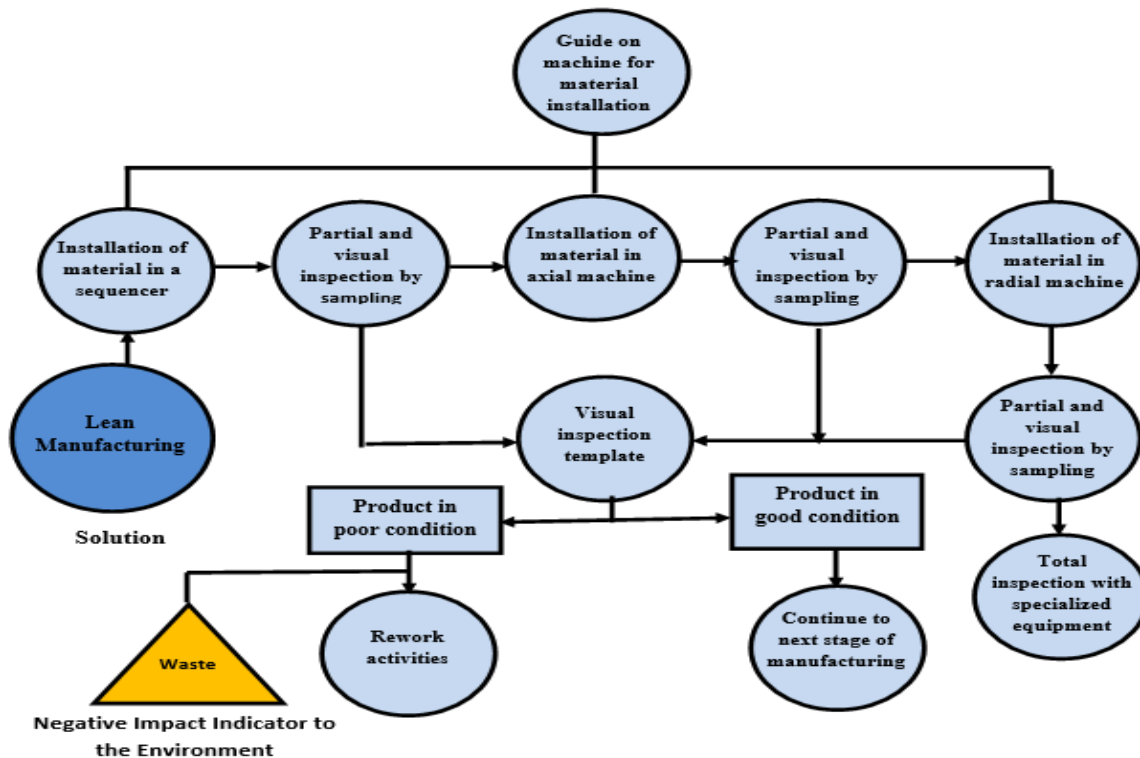 Guide on
machine for
material
installation
Installation of
material in a
sequencer
Partial and
visual
inspection by
sampling
Installation of
material in
axial machine
Partial and
visual
inspection by
sampling
Installation of
material in
radial machine
Lean
Manufacturing
Solution
Visual
inspection
template
Partial and
visual
inspection by
sampling
Product in
poor condition
Product in
good condition
Total
inspection with
specialized
equipment
Waste
Rework
activities
Continue to
next stage of
manufacturing
Negative Impact Indicator to
the Environment